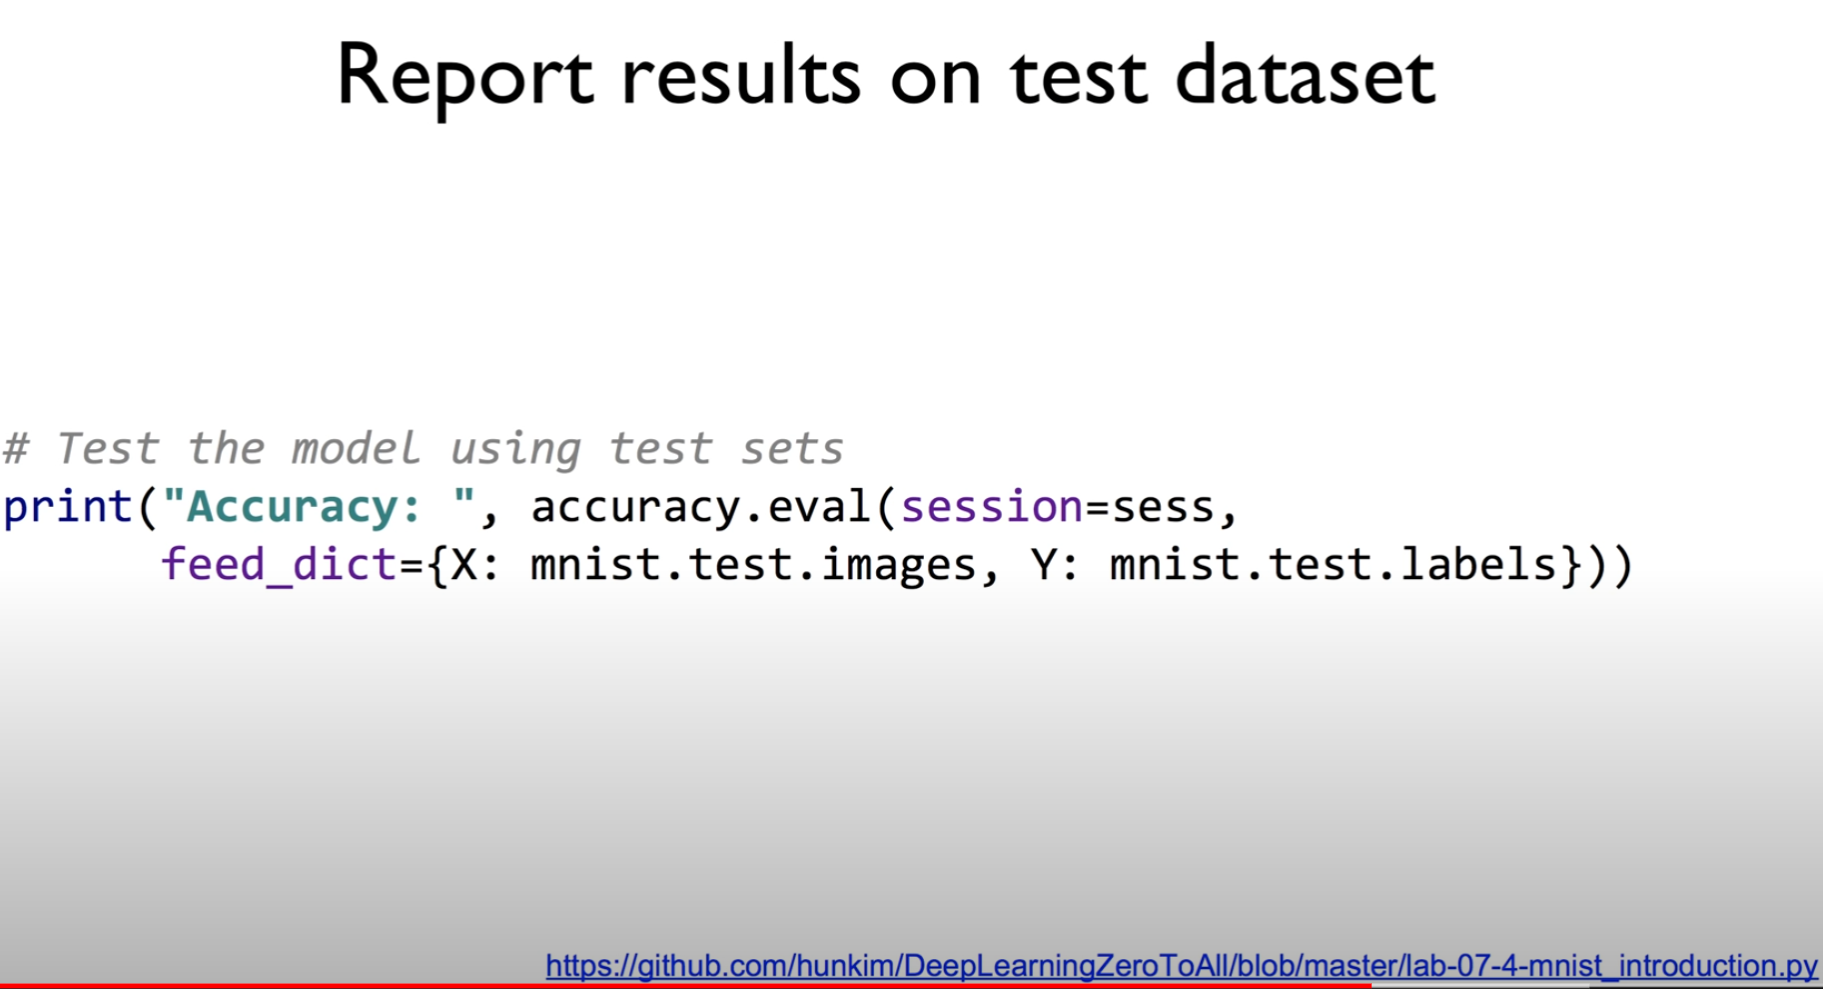 Report results on test dataset
# Test the model using test sets
print("Accuracy: ", accuracy.eval(session=sess,
feed_dict={X: mnist.test.images, Y: mnist.test.labels}))
https://github.com/hunkim/DeepLearningZeroToAll/blob/master/lab-07-4-mnist_introduction.py